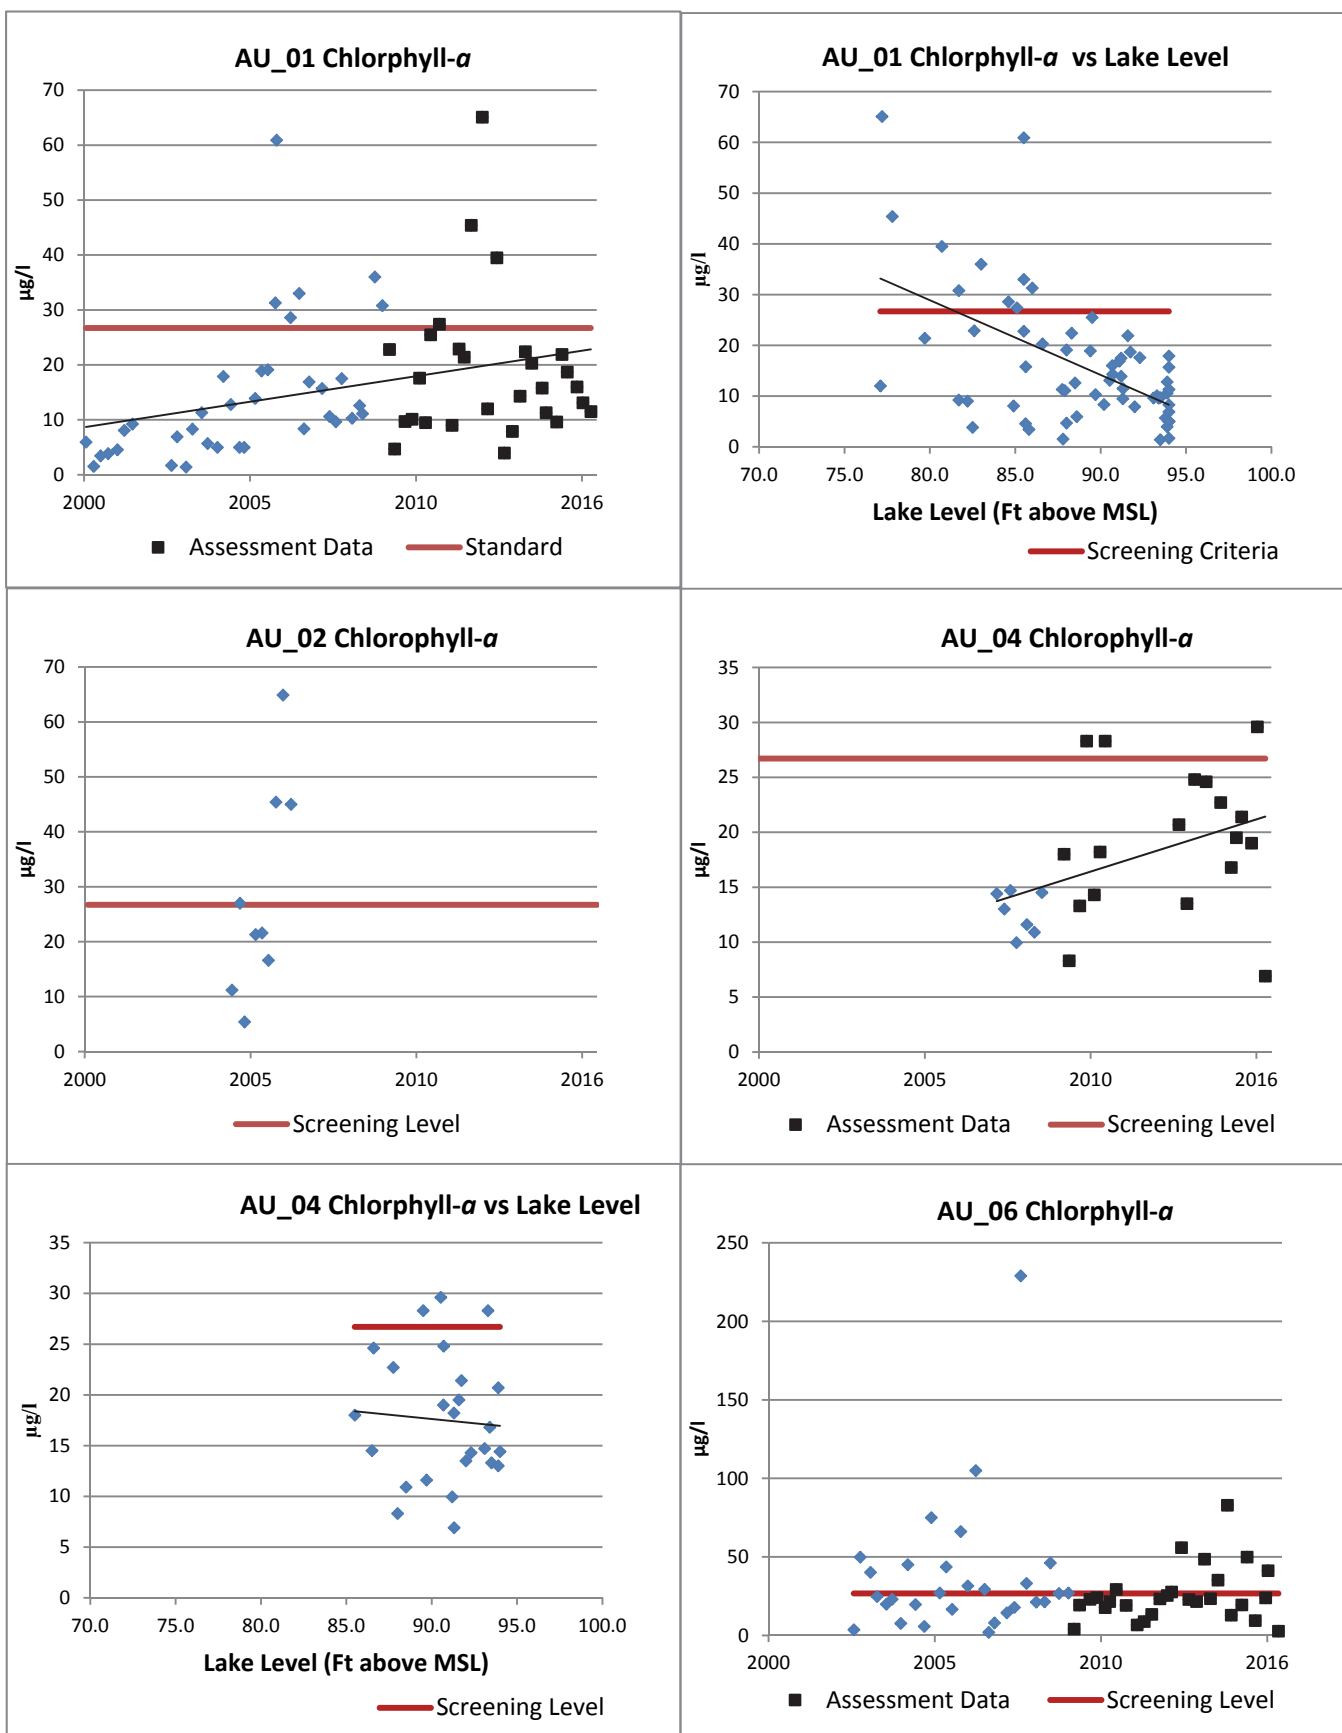 AU_01 Chlorphyll-a
70
60
50
40
30
20
10
0
µg/l
2000 2005 2010 2016
Assessment Data Standard
AU_01 Chlorphyll-a vs Lake Level
70
60
50
40
30
20
10
0
µg/l
70.0 75.0 80.0 85.0 90.0 95.0 100.0
Lake Level (Ft above MSL)
Screening Criteria
AU_02 Chlorophyll-a
70
60
50
40
30
20
10
0
µg/l
2000 2005 2010 2016
Screening Level
AU_04 Chlorophyll-a
35
30
25
20
15
10
5
0
µg/l
2000 2005 2010 2016
Assessment Data Screening Level
AU_04 Chlorphyll-a vs Lake Level
35
30
25
20
15
10
5
0
µg/l
70.0 75.0 80.0 85.0 90.0 95.0 100.0
Lake Level (Ft above MSL)
Screening Level
AU_06 Chlorphyll-a
250
200
150
100
50
0
µg/l
2000 2005 2010 2016
Assessment Data Screening Level